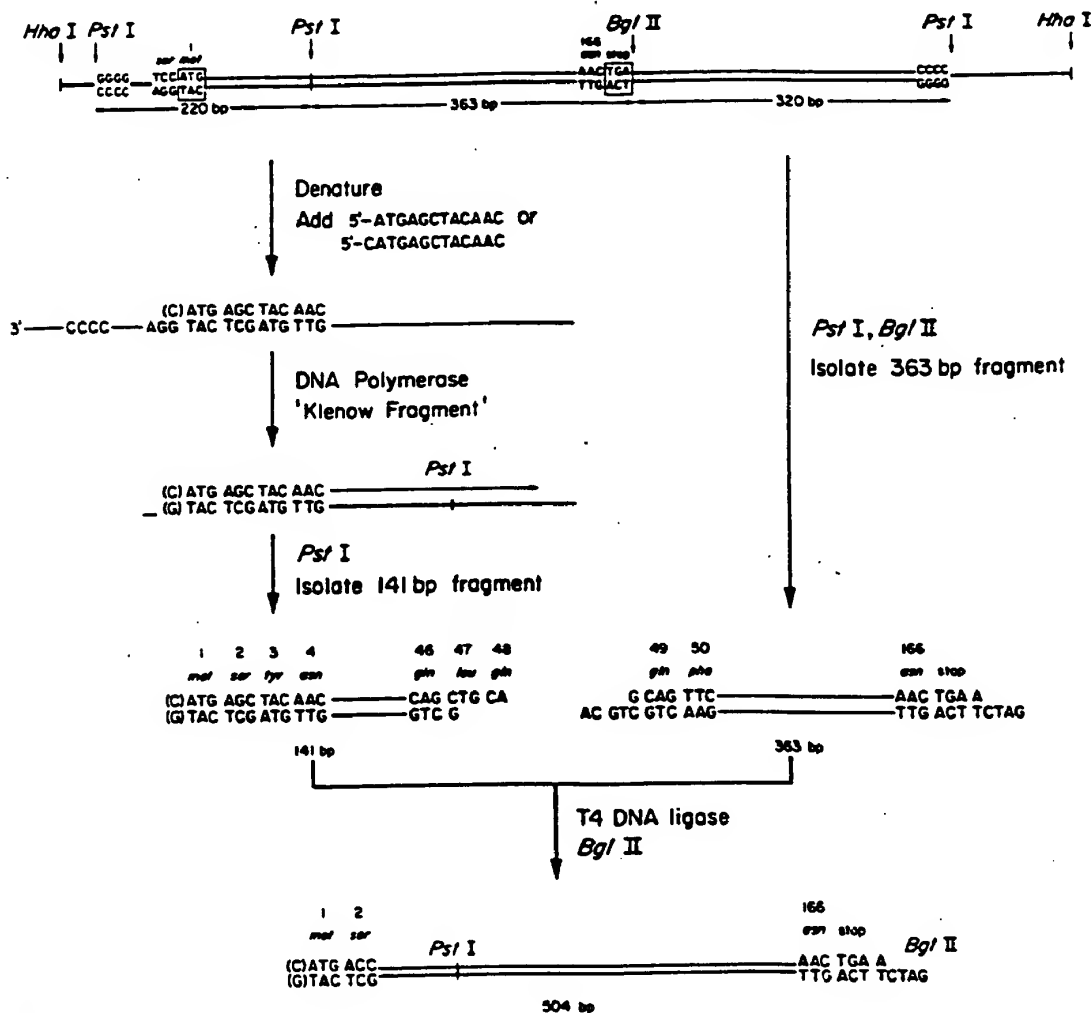 Hha I Pst I Pst I Bgl II Pst I Hha I
ser met
166
asn stop
GGGG TCC ATG AAC TGA CCCC
CCCC AGG TAC TTG ACT GGGG
220 bp 363 bp 320 bp
Denature
Add 5'-ATGAGCTACAAC or
5'-CATGAGCTACAAC
(C)ATG AGC TAC AAC
3' CCCC AGG TAC TCG ATG TTG
DNA Polymerase
'Klenow Fragment'
Pst I
(C)ATG AGC TAC AAC
(G)TAC TCG ATG TTG
Pst I
Isolate 141 bp fragment
Pst I, Bgl II
Isolate 363 bp fragment
1 2 3 4 46 47 48
met ser tyr asn gln leu gln
(C)ATG AGC TAC AAC CAG CTG CA
(G)TAC TCG ATG TTG GTC G
141 bp
49 50 166
gln phe asn stop
G CAG TTC AAC TGA A
AC GTC GTC AAG TTG ACT TCTAG
363 bp
T4 DNA ligase
Bgl II
1 2 166
met ser asn stop
Pst I Bgl II
(C)ATG ACC AAC TGA A
(G)TAC TCG TTG ACT TCTAG
504 bp